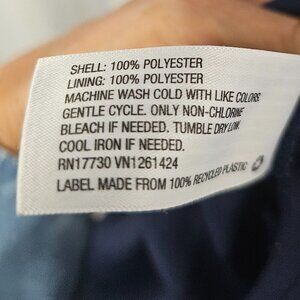 SHELL: 100% POLYESTER
LINING: 100% POLYESTER
MACHINE WASH COLD WITH LIKE COLORS
GENTLE CYCLE. ONLY NON-CHLORINE
BLEACH IF NEEDED. TUMBLE DRY LOW.
COOL IRON IF NEEDED.
RN17730 VN1261424
LABEL MADE FROM 100% RECYCLED PLASTIC